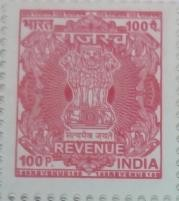 भारत 100 पै.
राजस्व
सत्यमेव जयते
REVENUE
100 P. INDIA